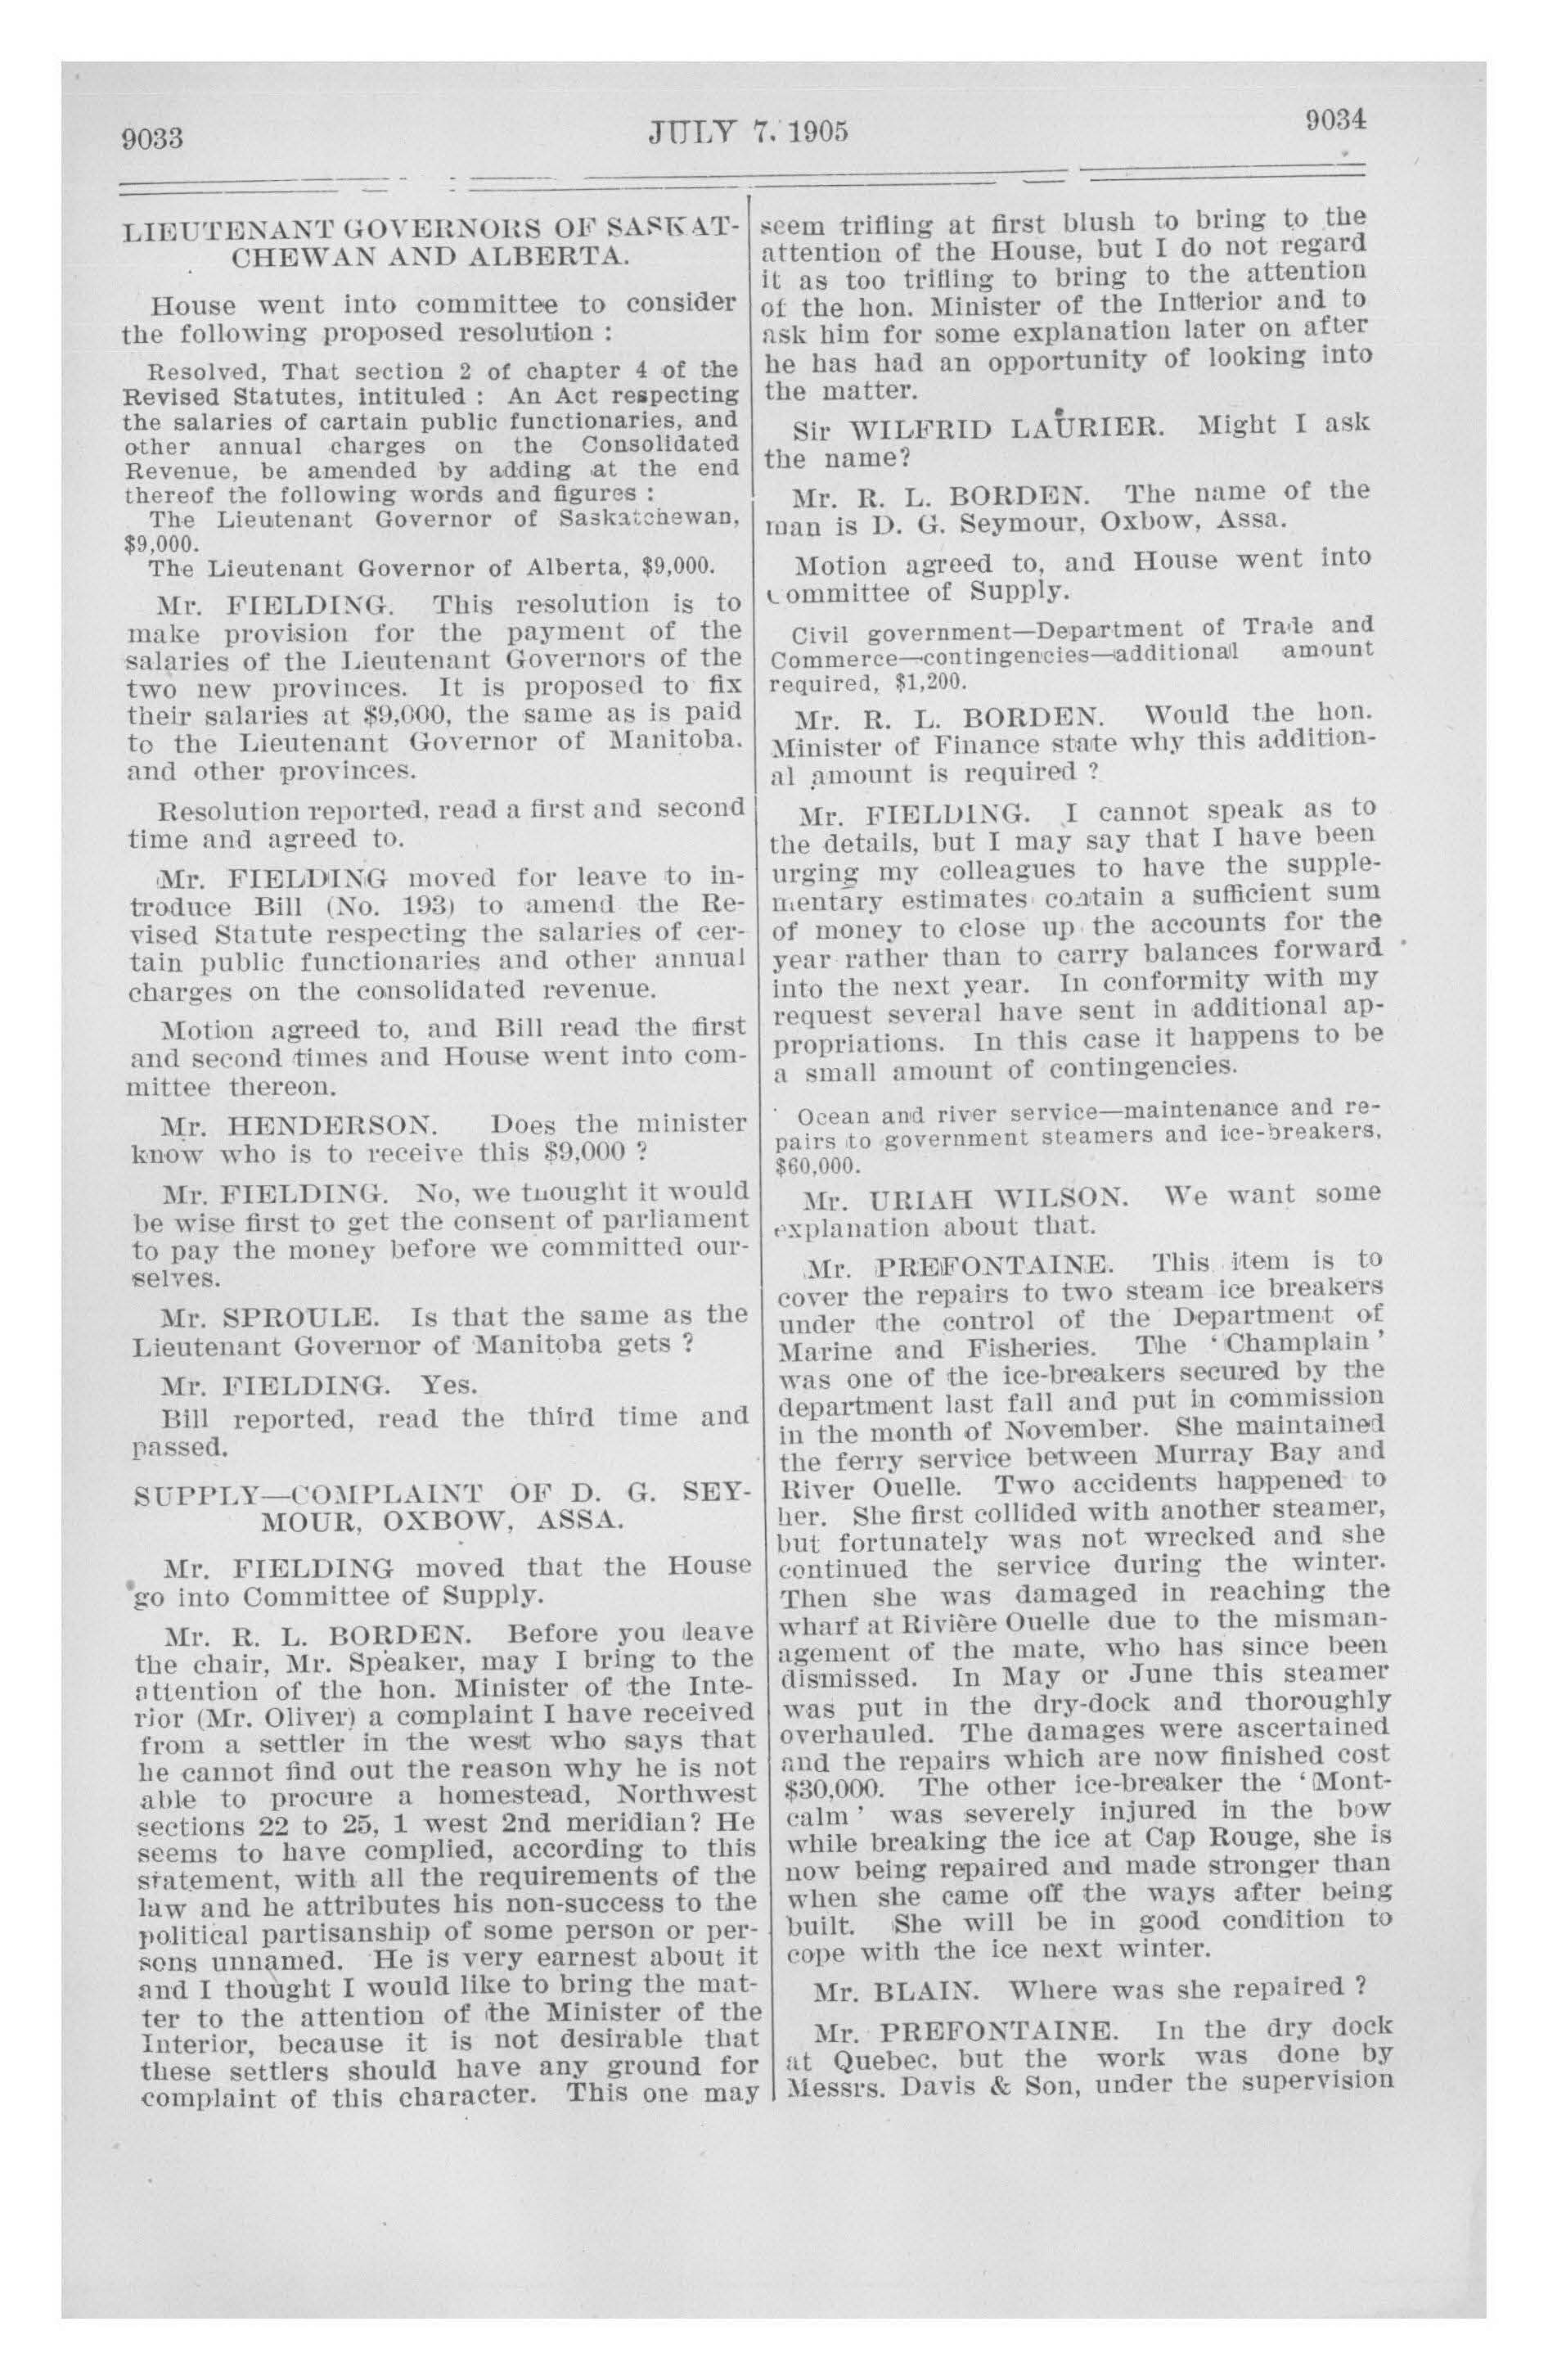 9033
JULY 7. 1905
9034
LIEUTENANT GOVERNORS OF SASKAT-
CHEWAN AND ALBERTA.
House went into committee to consider
the following proposed resolution :
Resolved, That section 2 of chapter 4 of the
Revised Statutes, intituled : An Act respecting
the salaries of cartain public functionaries, and
other annual charges on the Consolidated
Revenue, be amended by adding at the end
thereof the following words and figures :
The Lieutenant Governor of Saskatchewan,
$9,000.
The Lieutenant Governor of Alberta, $9,000.
Mr. FIELDING. This resolution is to
make provision for the payment of the
salaries of the Lieutenant Governors of the
two new provinces. It is proposed to fix
their salaries at $9,000, the same as is paid
to the Lieutenant Governor of Manitoba.
and other provinces.
Resolution reported, read a first and second
time and agreed to.
Mr. FIELDING moved for leave to in-
troduce Bill (No. 193) to amend the Re-
vised Statute respecting the salaries of cer-
tain public functionaries and other annual
charges on the consolidated revenue.
Motion agreed to, and Bill read the first
and second times and House went into com-
mittee thereon.
Mr. HENDERSON. Does the minister
know who is to receive this $9,000 ?
Mr. FIELDING. No, we thought it would
be wise first to get the consent of parliament
to pay the money before we committed our-
selves.
Mr. SPROULE. Is that the same as the
Lieutenant Governor of Manitoba gets ?
Mr. FIELDING. Yes.
Bill reported, read the third time and
passed.
SUPPLY—COMPLAINT OF D. G. SEY-
MOUR, OXBOW, ASSA.
Mr. FIELDING moved that the House
go into Committee of Supply.
Mr. R. L. BORDEN. Before you leave
the chair, Mr. Speaker, may I bring to the
attention of the hon. Minister of the Inte-
rior (Mr. Oliver) a complaint I have received
from a settler in the west who says that
he cannot find out the reason why he is not
able to procure a homestead, Northwest
sections 22 to 25, 1 west 2nd meridian? He
seems to have complied, according to this
statement, with all the requirements of the
law and he attributes his non-success to the
political partisanship of some person or per-
sons unnamed. He is very earnest about it
and I thought I would like to bring the mat-
ter to the attention of the Minister of the
Interior, because it is not desirable that
these settlers should have any ground for
complaint of this character. This one may
seem trifling at first blush to bring to the
attention of the House, but I do not regard
it as too trifling to bring to the attention
of the hon. Minister of the Interior and to
ask him for some explanation later on after
he has had an opportunity of looking into
the matter.
Sir WILFRID LAURIER. Might I ask
the name?
Mr. R. L. BORDEN. The name of the
man is D. G. Seymour, Oxbow, Assa.
Motion agreed to, and House went into
Committee of Supply.
Civil government—Department of Trade and
Commerce—contingencies—additional amount
required, $1,200.
Mr. R. L. BORDEN. Would the hon.
Minister of Finance state why this addition-
al amount is required ?
Mr. FIELDING. I cannot speak as to
the details, but I may say that I have been
urging my colleagues to have the supple-
mentary estimates contain a sufficient sum
of money to close up the accounts for the
year rather than to carry balances forward
into the next year. In conformity with my
request several have sent in additional ap-
propriations. In this case it happens to be
a small amount of contingencies.
Ocean and river service—maintenance and re-
pairs to government steamers and ice-breakers,
$60,000.
Mr. URIAH WILSON. We want some
explanation about that.
Mr. PREFONTAINE. This item is to
cover the repairs to two steam ice breakers
under the control of the Department of
Marine and Fisheries. The ‘Champlain’
was one of the ice-breakers secured by the
department last fall and put in commission
in the month of November. She maintained
the ferry service between Murray Bay and
River Ouelle. Two accidents happened to
her. She first collided with another steamer,
but fortunately was not wrecked and she
continued the service during the winter.
Then she was damaged in reaching the
wharf at Rivière Ouelle due to the misman-
agement of the mate, who has since been
dismissed. In May or June this steamer
was put in the dry-dock and thoroughly
overhauled. The damages were ascertained
and the repairs which are now finished cost
$30,000. The other ice-breaker the ‘Mont-
calm’ was severely injured in the bow
while breaking the ice at Cap Rouge, she is
now being repaired and made stronger than
when she came off the ways after being
built. She will be in good condition to
cope with the ice next winter.
Mr. BLAIN. Where was she repaired ?
Mr. PREFONTAINE. In the dry dock
at Quebec, but the work was done by
Messrs. Davis & Son, under the supervision